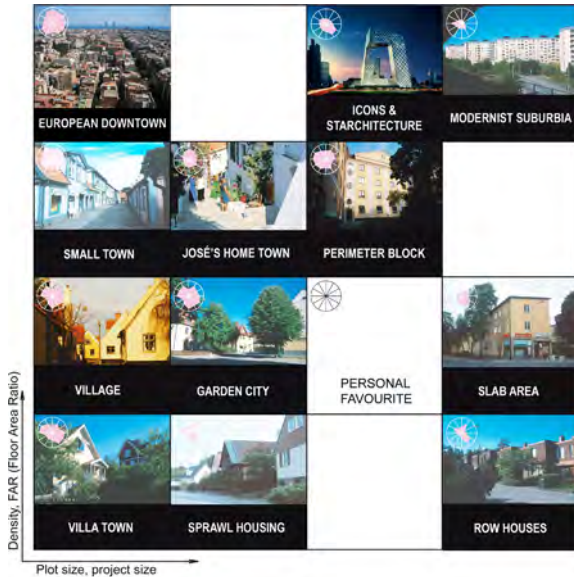 EUROPEAN DOWNTOWN
ICONS &
STARCHITECTURE
MODERNIST SUBURBIA
SMALL TOWN
JOSÉ'S HOME TOWN
PERIMETER BLOCK
VILLAGE
GARDEN CITY
PERSONAL
FAVOURITE
SLAB AREA
VILLA TOWN
SPRAWL HOUSING
ROW HOUSES
Density, FAR (Floor Area Ratio)
Plot size, project size